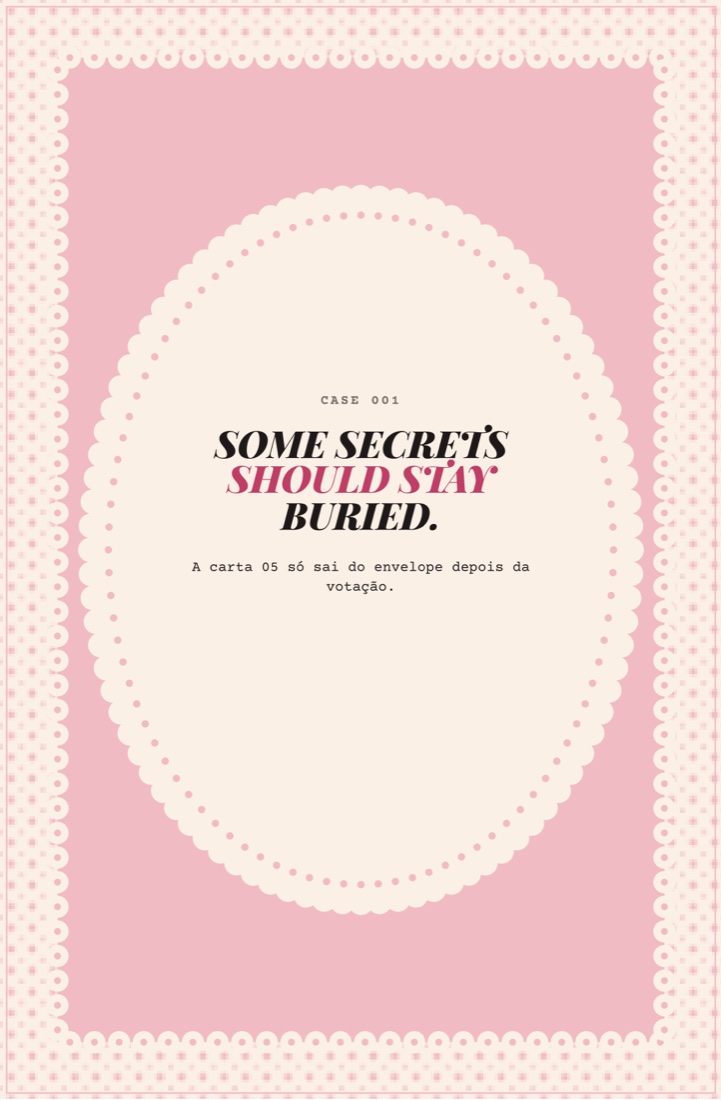 CASE 001
SOME SECRETS
SHOULD STAY
BURIED.
A carta 05 só sai do envelope depois da
votação.